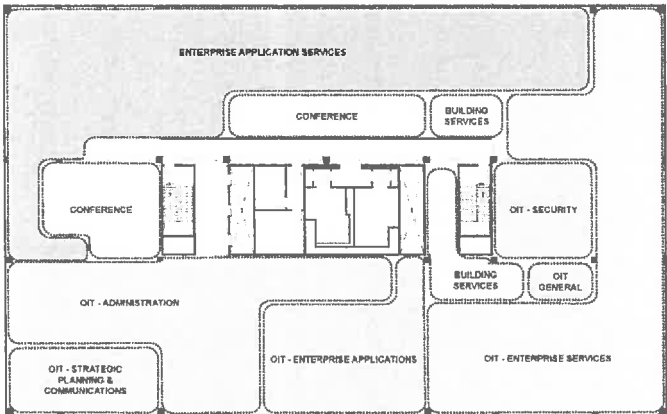 ENTERPRISE APPLICATION SERVICES
CONFERENCE
BUILDING
SERVICES
CONFERENCE
OIT - SECURITY
BUILDING
SERVICES
OIT
GENERAL
OIT - ADMINISTRATION
OIT - STRATEGIC
PLANNING &
COMMUNICATIONS
OIT - ENTERPRISE APPLICATIONS
OIT - ENTERPRISE SERVICES